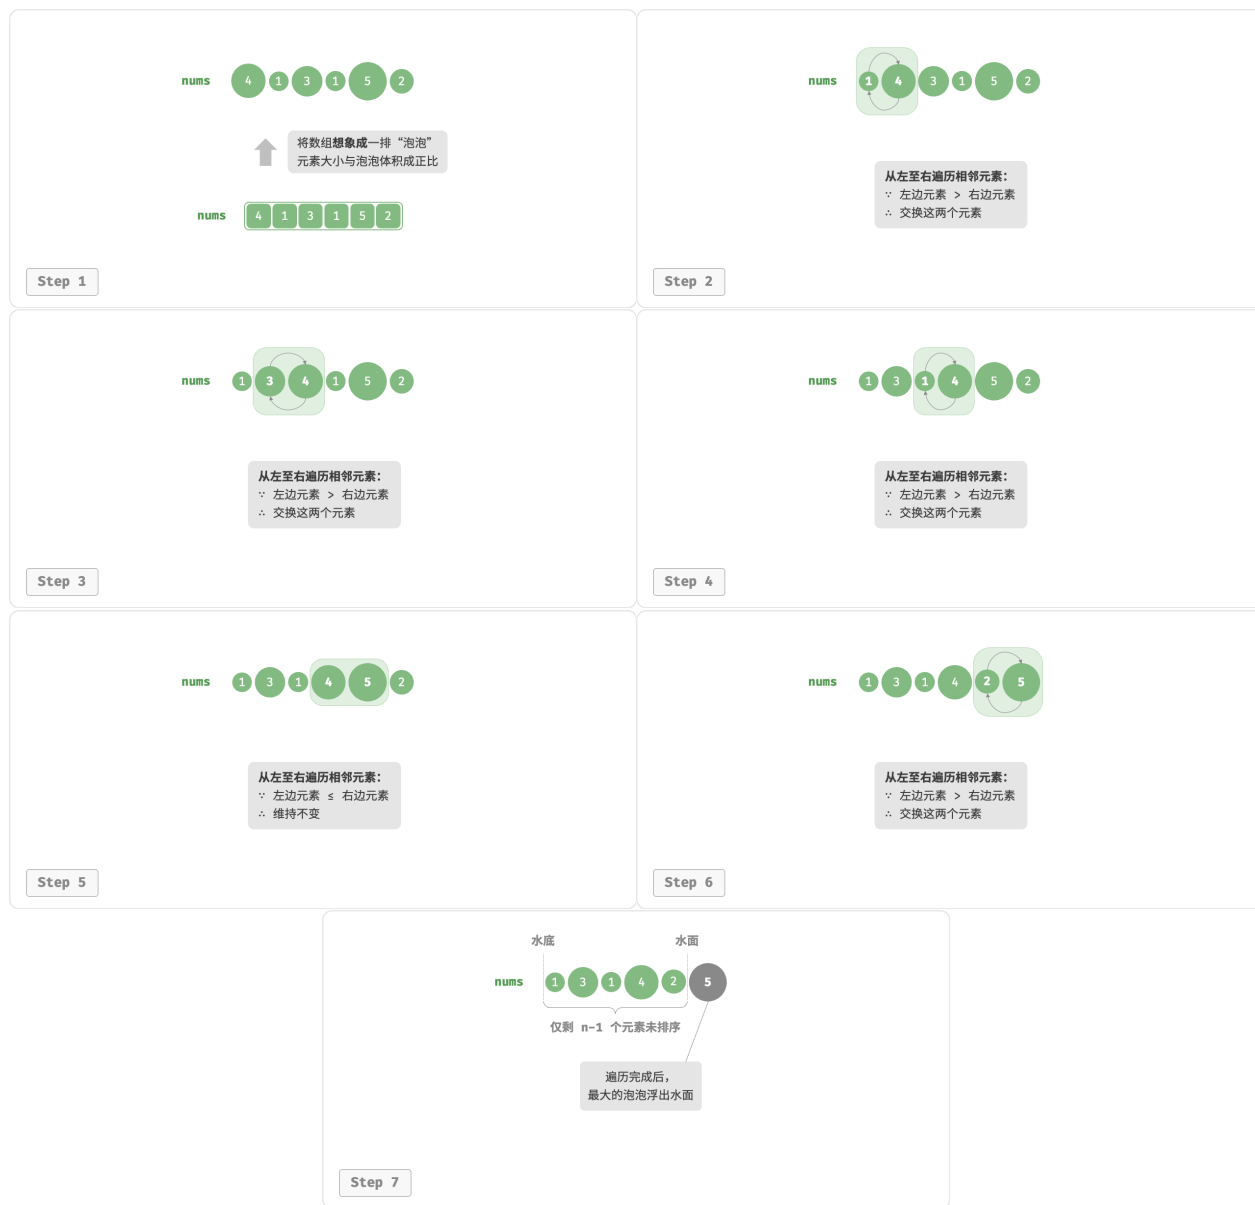 nums 4 1 3 1 5 2
将数组想象成一排“泡泡”
元素大小与泡泡体积成正比
nums 4 1 3 1 5 2
Step 1
nums 1 4 3 1 5 2
从左至右遍历相邻元素：
∵ 左边元素 > 右边元素
∴ 交换这两个元素
Step 2
nums 1 3 4 1 5 2
从左至右遍历相邻元素：
∵ 左边元素 > 右边元素
∴ 交换这两个元素
Step 3
nums 1 3 1 4 5 2
从左至右遍历相邻元素：
∵ 左边元素 > 右边元素
∴ 交换这两个元素
Step 4
nums 1 3 1 4 5 2
从左至右遍历相邻元素：
∵ 左边元素 ≤ 右边元素
∴ 维持不变
Step 5
nums 1 3 1 4 2 5
从左至右遍历相邻元素：
∵ 左边元素 > 右边元素
∴ 交换这两个元素
Step 6
水底 水面
nums 1 3 1 4 2 5
仅剩 n-1 个元素未排序
遍历完成后，
最大的泡泡浮出水面
Step 7